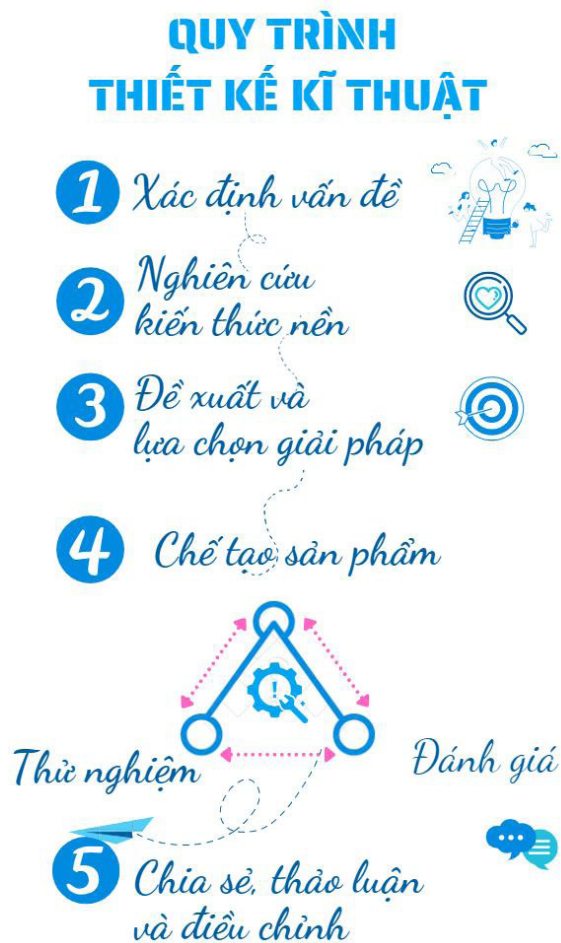 QUY TRÌNH
THIẾT KẾ KĨ THUẬT
1 Xác định vấn đề
2 Nghiên cứu
kiến thức nền
3 Đề xuất và
lựa chọn giải pháp
4 Chế tạo sản phẩm
Thử nghiệm
Đánh giá
5 Chia sẻ, thảo luận
và điều chỉnh